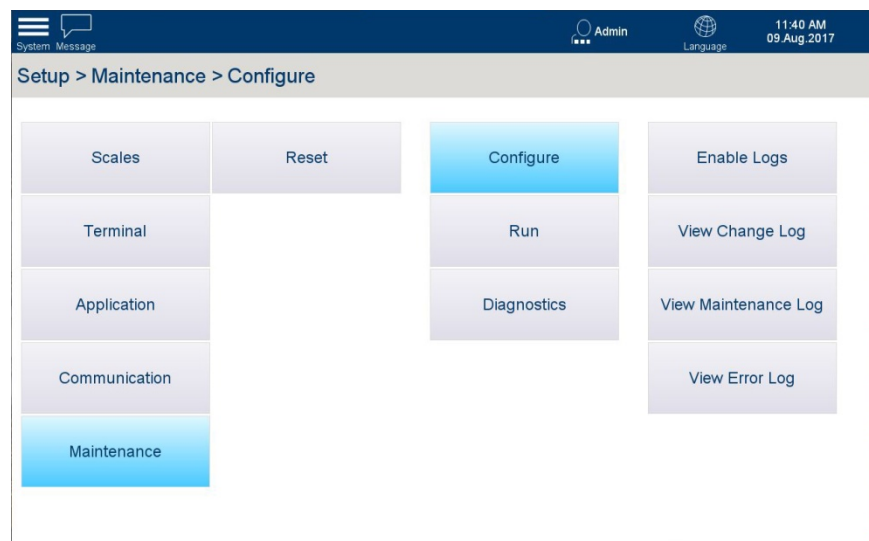 System Message
Admin
Language
11:40 AM
09.Aug.2017
Setup > Maintenance > Configure
Scales
Reset
Configure
Enable Logs
Terminal
Run
View Change Log
Application
Diagnostics
View Maintenance Log
Communication
View Error Log
Maintenance